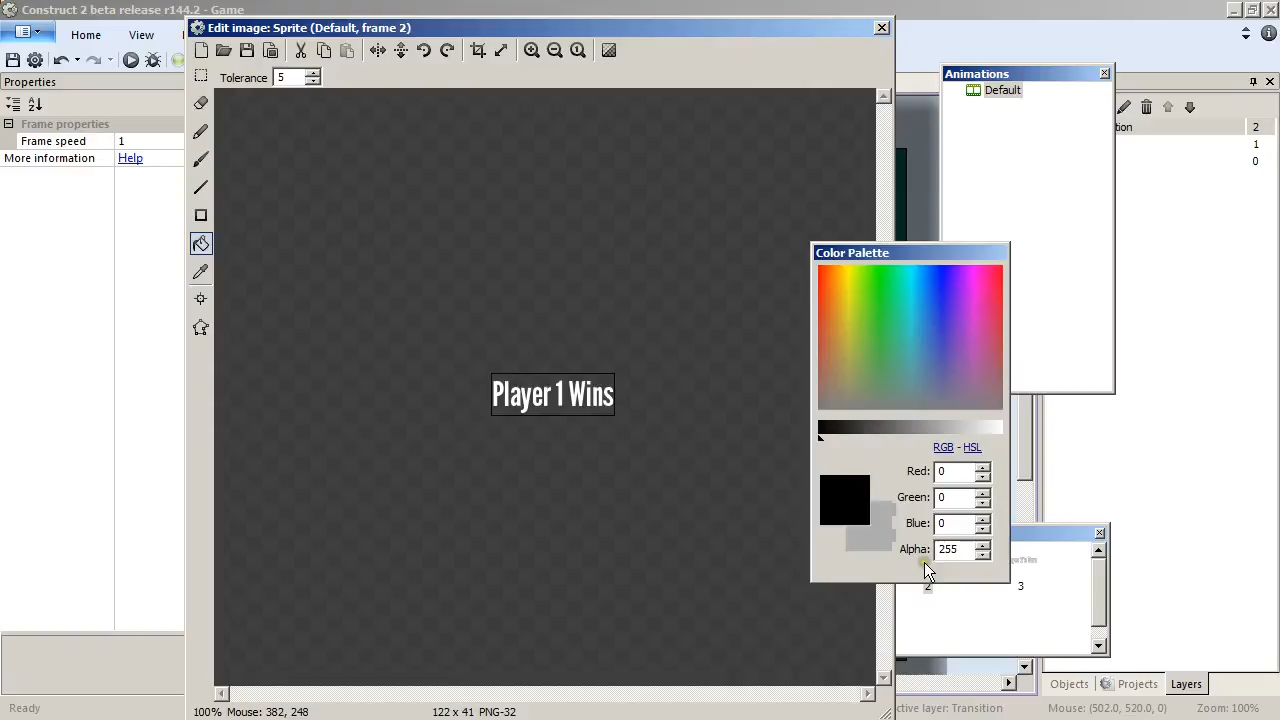 Construct 2 beta release r144.2 - Game
Home
View
Properties
Frame properties
Frame speed
1
More information
Help
Ready
Edit image: Sprite (Default, frame 2)
Tolerance
5
Player 1 Wins
100%
Mouse: 382, 248
122 x 41
PNG-32
Animations
Default
tion
2
1
0
Color Palette
RGB - HSL
Red:
0
Green:
0
Blue:
0
Alpha:
255
2
3
Objects
Projects
Layers
ctive layer: Transition
Mouse: (502.0, 520.0, 0)
Zoom: 100%